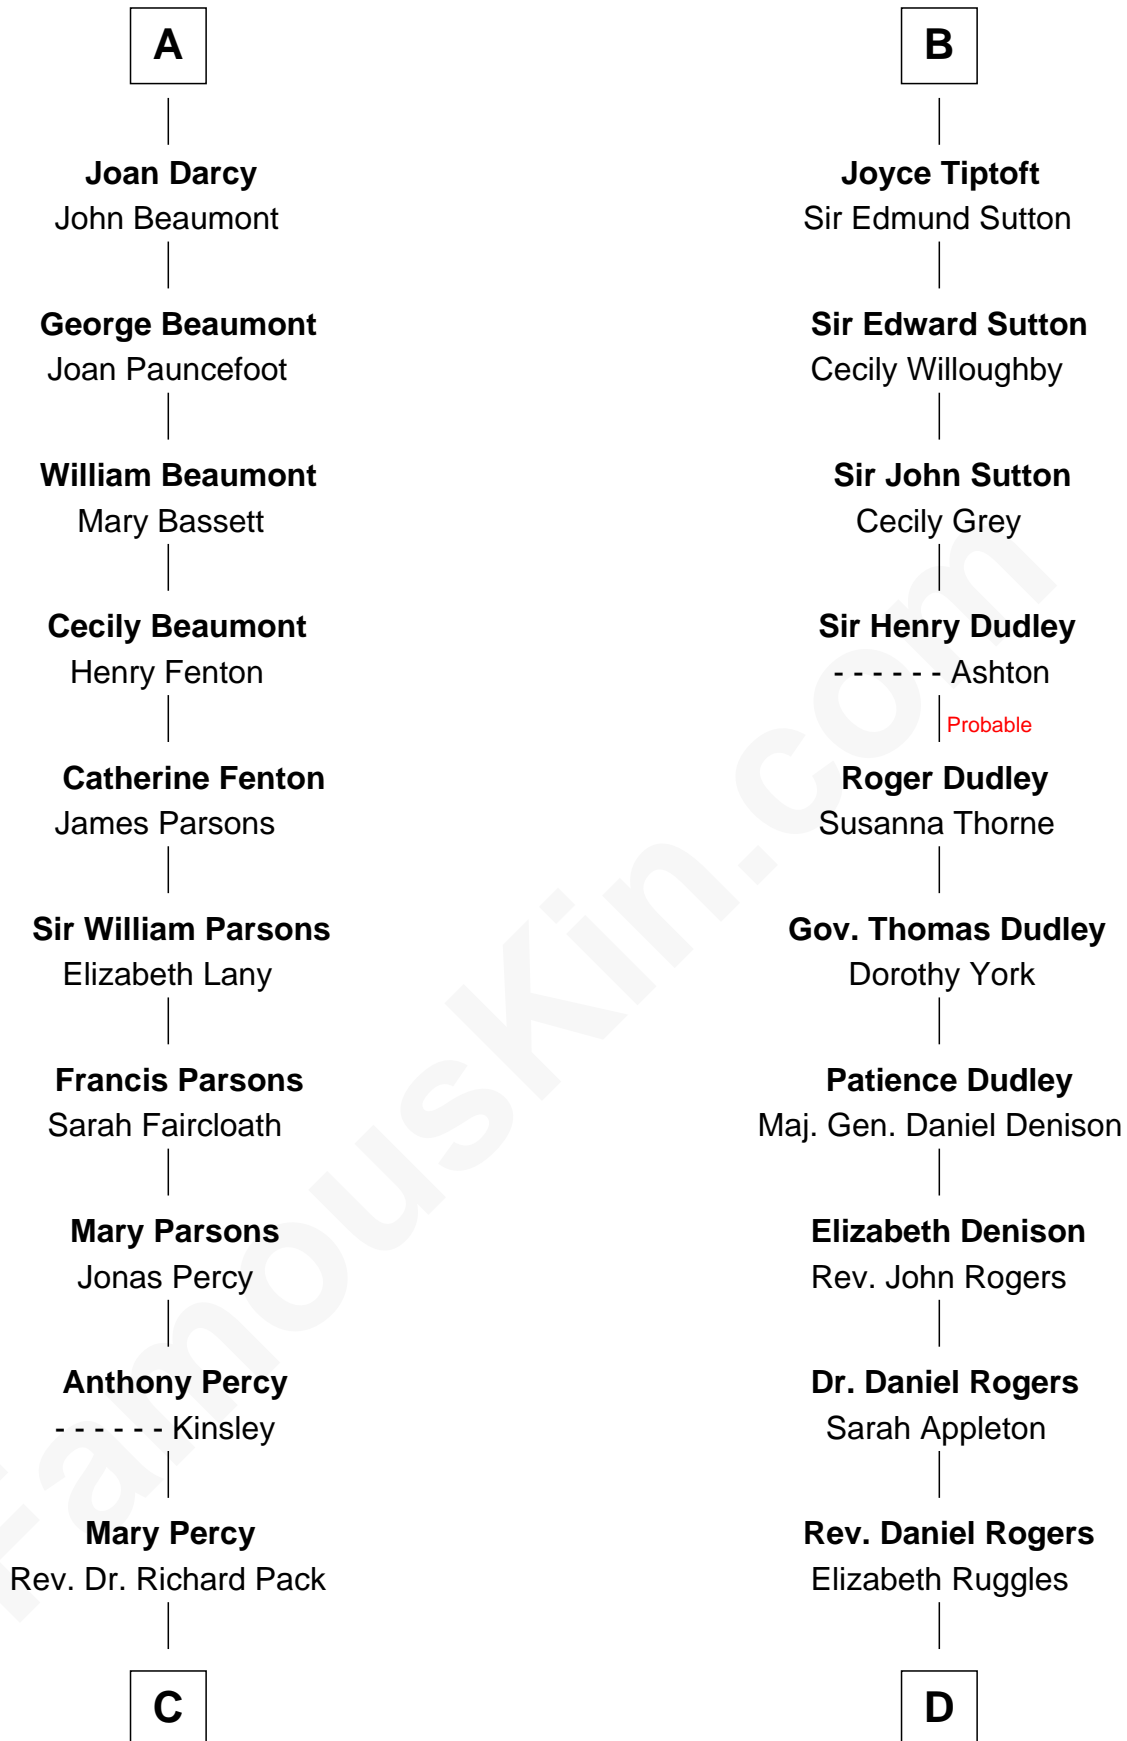 A
Joan Darcy
John Beaumont
George Beaumont
Joan Pauncefoot
William Beaumont
Mary Bassett
Cecily Beaumont
Henry Fenton
Catherine Fenton
James Parsons
Sir William Parsons
Elizabeth Lany
Francis Parsons
Sarah Faircloath
Mary Parsons
Jonas Percy
Anthony Percy
- - - - - - Kinsley
Mary Percy
Rev. Dr. Richard Pack
C
B
Joyce Tiptoft
Sir Edmund Sutton
Sir Edward Sutton
Cecily Willoughby
Sir John Sutton
Cecily Grey
Sir Henry Dudley
- - - - - - Ashton
Probable
Roger Dudley
Susanna Thorne
Gov. Thomas Dudley
Dorothy York
Patience Dudley
Maj. Gen. Daniel Denison
Elizabeth Denison
Rev. John Rogers
Dr. Daniel Rogers
Sarah Appleton
Rev. Daniel Rogers
Elizabeth Ruggles
D
FamousKin.com